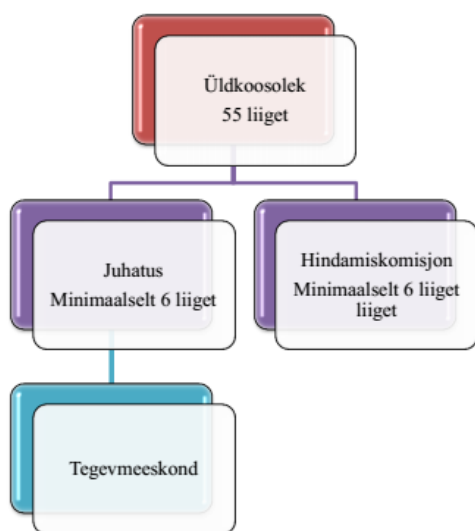 Üldkoosolek
55 liiget
Juhatus
Minimaalselt 6 liiget
Hindamiskomisjon
Minimaalselt 6 liiget
liiget
Tegevmeeskond